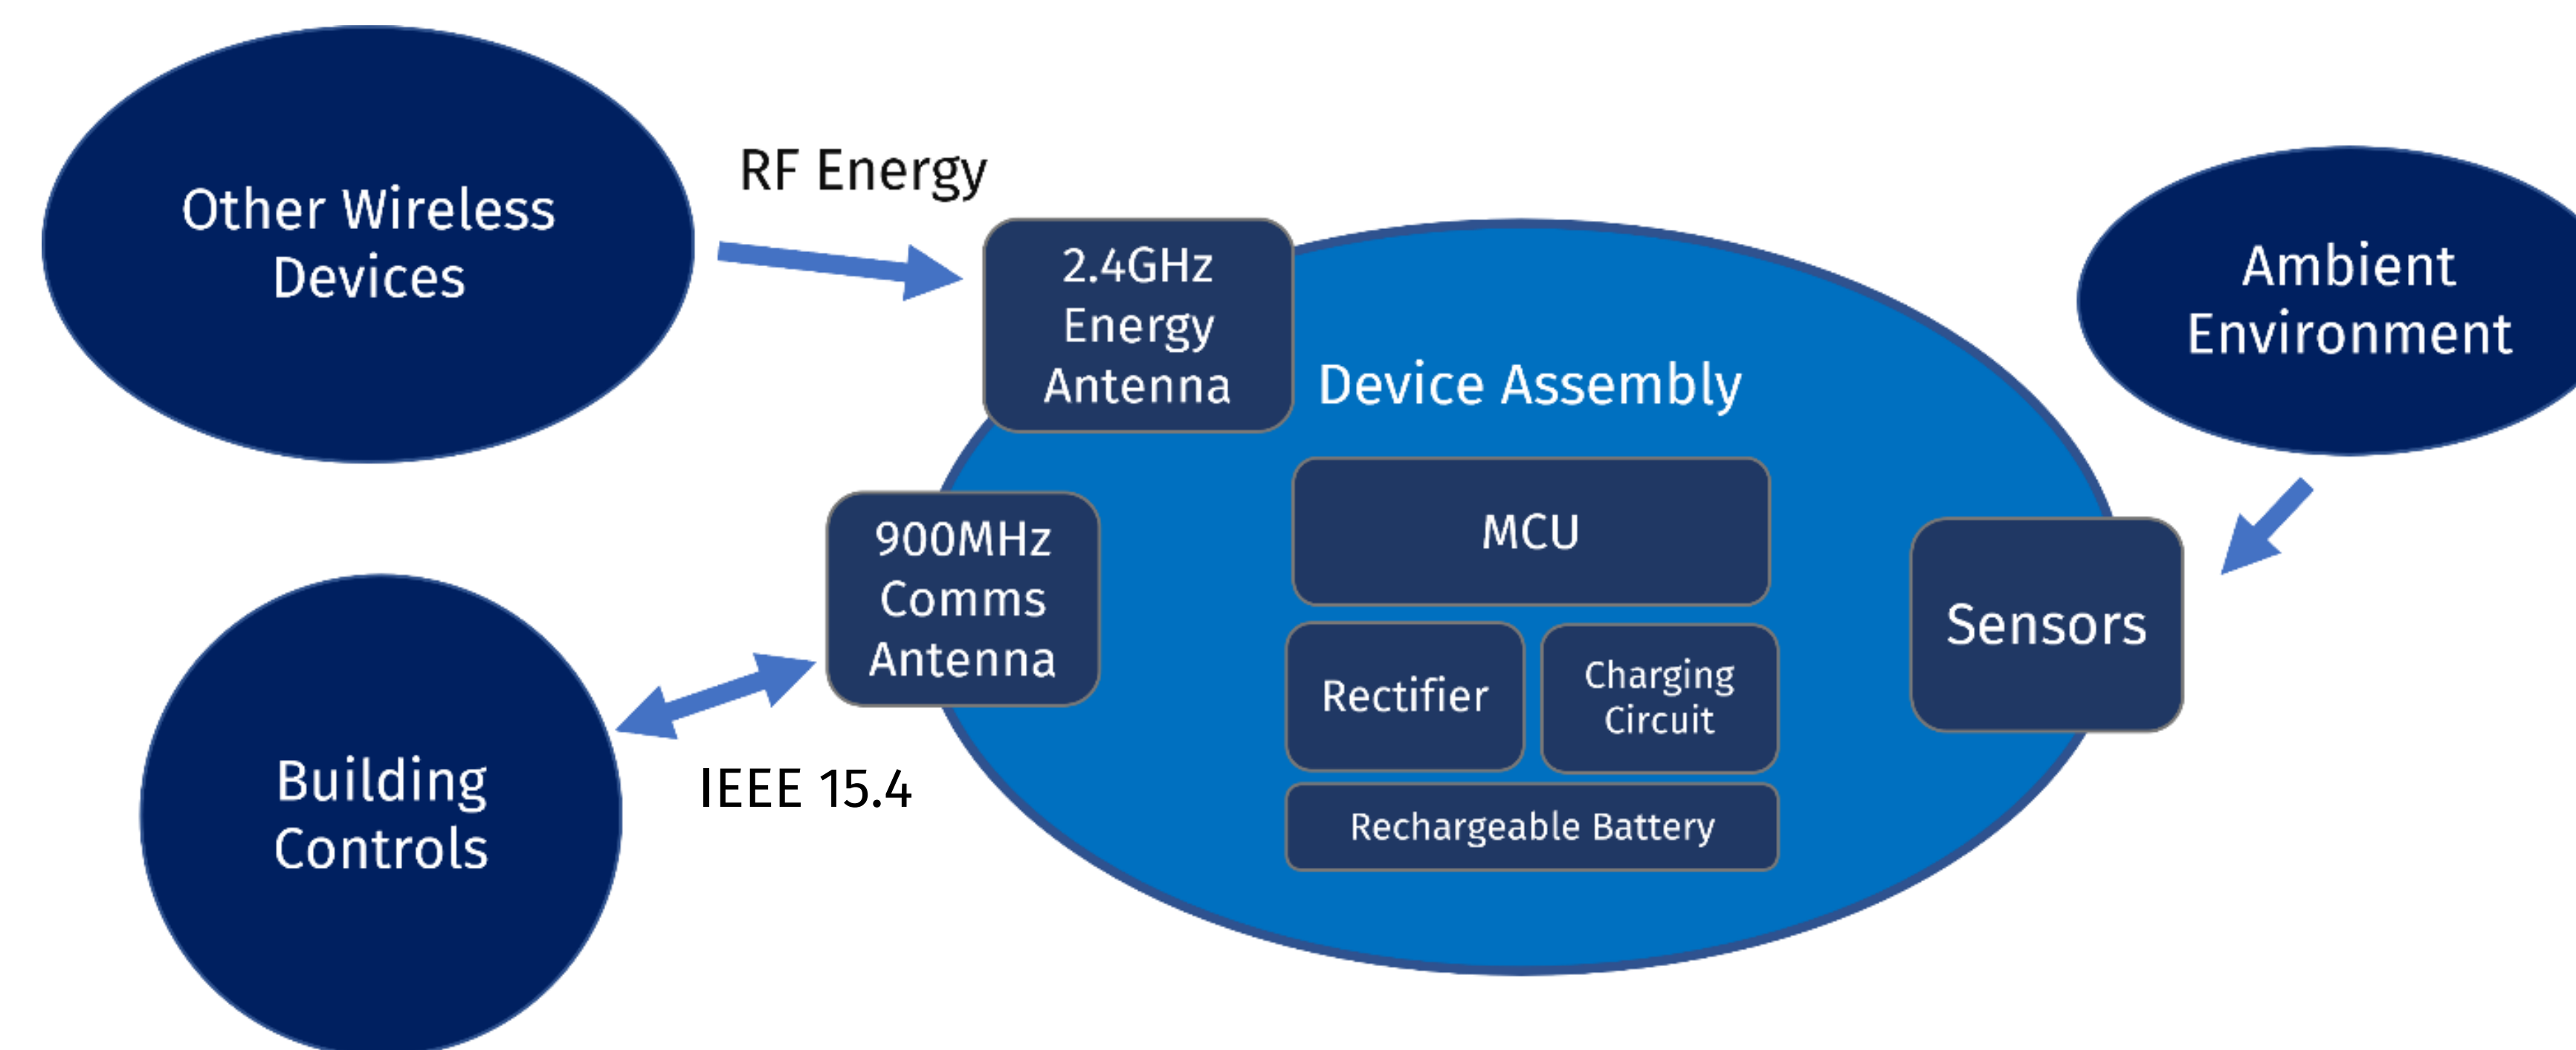 Other Wireless
Devices
RF Energy
2.4GHz
Energy
Antenna
Device Assembly
Ambient
Environment
900MHz
Comms
Antenna
MCU
Sensors
Rectifier
Charging
Circuit
Rechargeable Battery
Building
Controls
IEEE 15.4